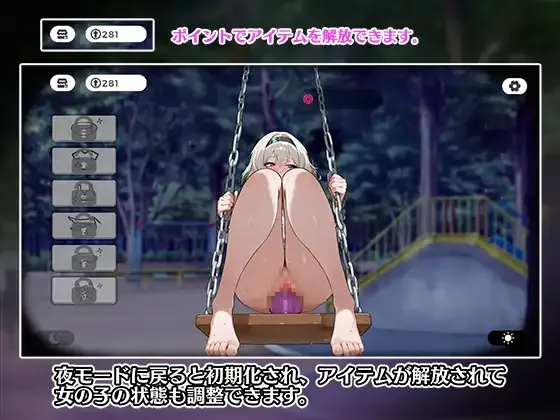 281
ポイントでアイテムを解放できます。
281
夜モードに戻ると初期化され、アイテムが解放されて
女の子の状態も調整できます。